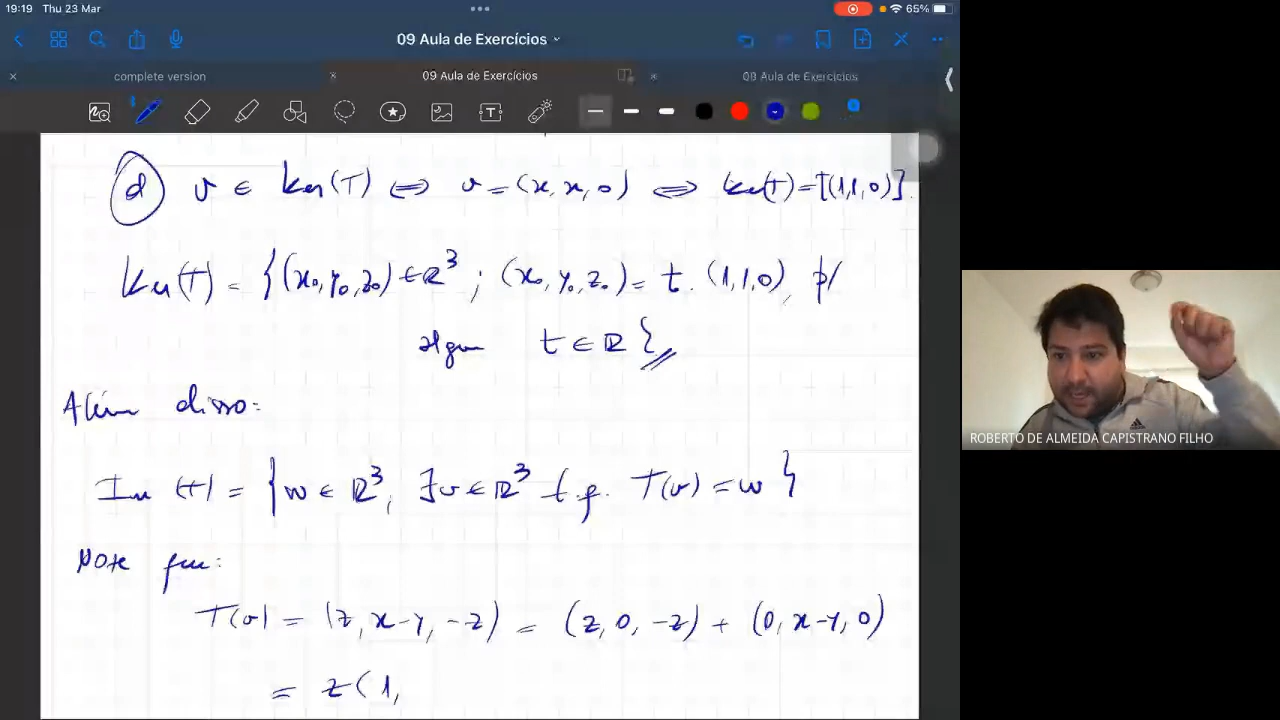 19:19 Thu 23 Mar
65%
09 Aula de Exercícios
complete version
09 Aula de Exercícios
08 Aula de Exercícios
d v ∈ Ker(T) ⟺ v = (x, x, 0) ⟺ Ker(T) = [(1,1,0)].
Ker(T) = {(x₀, y₀, z₀) ∈ ℝ³ ; (x₀, y₀, z₀) = t. (1,1,0), p/
algum t ∈ ℝ}
Além disso:
Im(T) = {w ∈ ℝ³, ∃v ∈ ℝ³ t.q. T(v) = w}
Note que:
T(v) = (z, x-y, -z) = (z, 0, -z) + (0, x-y, 0)
= z(1,
ROBERTO DE ALMEIDA CAPISTRANO FILHO